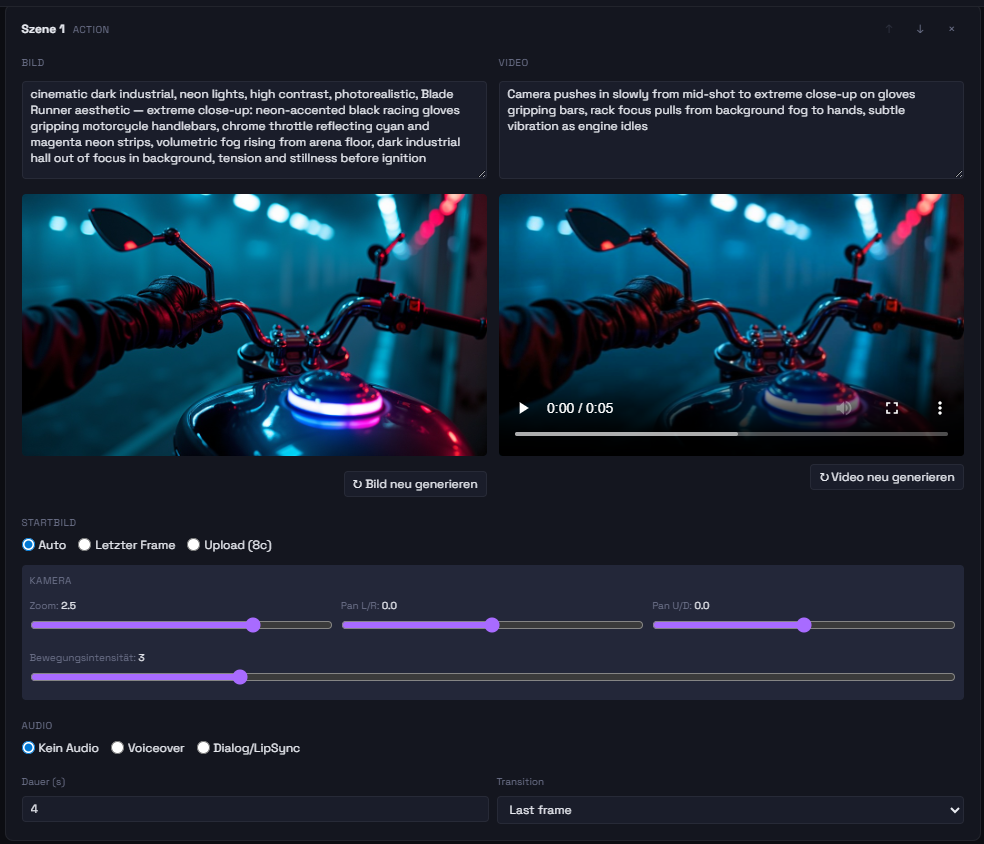 Szene 1 ACTION ↑ ↓ ×
BILD
cinematic dark industrial, neon lights, high contrast, photorealistic, Blade
Runner aesthetic — extreme close-up: neon-accented black racing gloves
gripping motorcycle handlebars, chrome throttle reflecting cyan and
magenta neon strips, volumetric fog rising from arena floor, dark industrial
hall out of focus in background, tension and stillness before ignition
↻ Bild neu generieren
VIDEO
Camera pushes in slowly from mid-shot to extreme close-up on gloves
gripping bars, rack focus pulls from background fog to hands, subtle
vibration as engine idles
0:00 / 0:05
↻ Video neu generieren
STARTBILD
Auto Letzter Frame Upload (8c)
KAMERA
Zoom: 2.5 Pan L/R: 0.0 Pan U/D: 0.0
Bewegungsintensität: 3
AUDIO
Kein Audio Voiceover Dialog/LipSync
Dauer (s)
4
Transition
Last frame